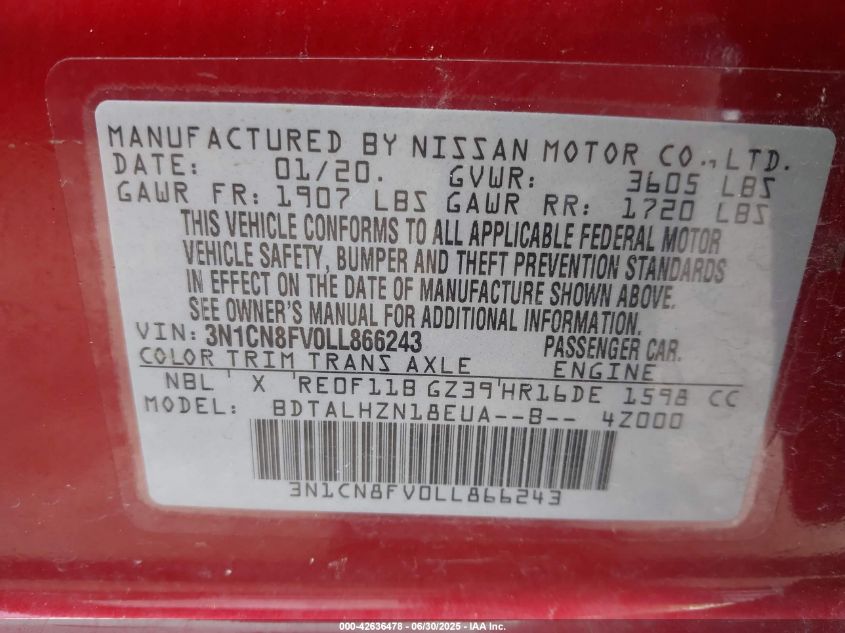 MANUFACTURED BY NISSAN MOTOR CO., LTD.
DATE: 01/20. GVWR: 3605 LBS
GAWR FR: 1907 LBS GAWR RR: 1720 LBS
THIS VEHICLE CONFORMS TO ALL APPLICABLE FEDERAL MOTOR
VEHICLE SAFETY, BUMPER AND THEFT PREVENTION STANDARDS
IN EFFECT ON THE DATE OF MANUFACTURE SHOWN ABOVE.
SEE OWNER'S MANUAL FOR ADDITIONAL INFORMATION.
VIN: 3N1CN8FV0LL866243 PASSENGER CAR.
COLOR TRIM TRANS AXLE ENGINE
NBL X RE0F11B GZ39 HR16DE 1598 CC
MODEL: BDTALHZN18EUA--B-- 4Z000
3N1CN8FV0LL866243
000-42636478 - 06/30/2025 - IAA Inc.